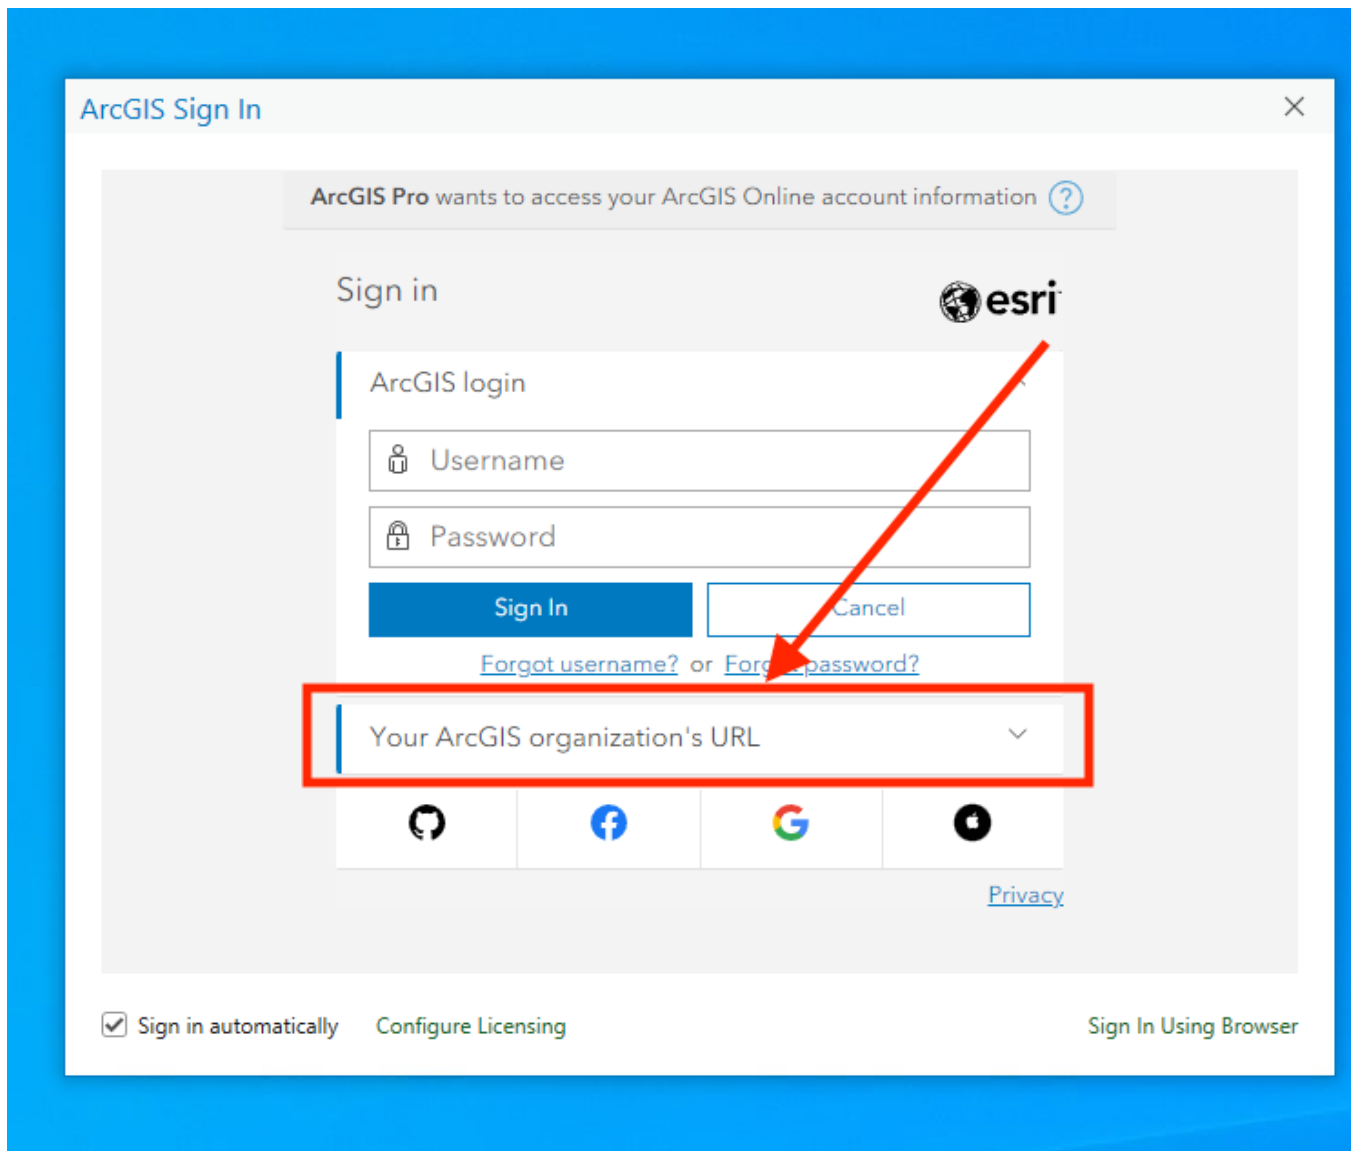 ArcGIS Sign In
ArcGIS Pro wants to access your ArcGIS Online account information ?
Sign in
esri
ArcGIS login
Username
Password
Sign In
Cancel
Forgot username? or Forgot password?
Your ArcGIS organization's URL
Privacy
Sign in automatically
Configure Licensing
Sign In Using Browser